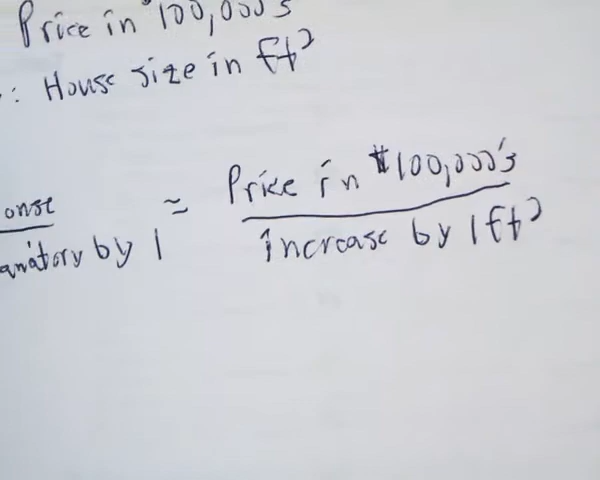 Price in $100,000's
: House size in ft²
onse
anatory by 1
≈
Price in $100,000's
increase by 1ft²